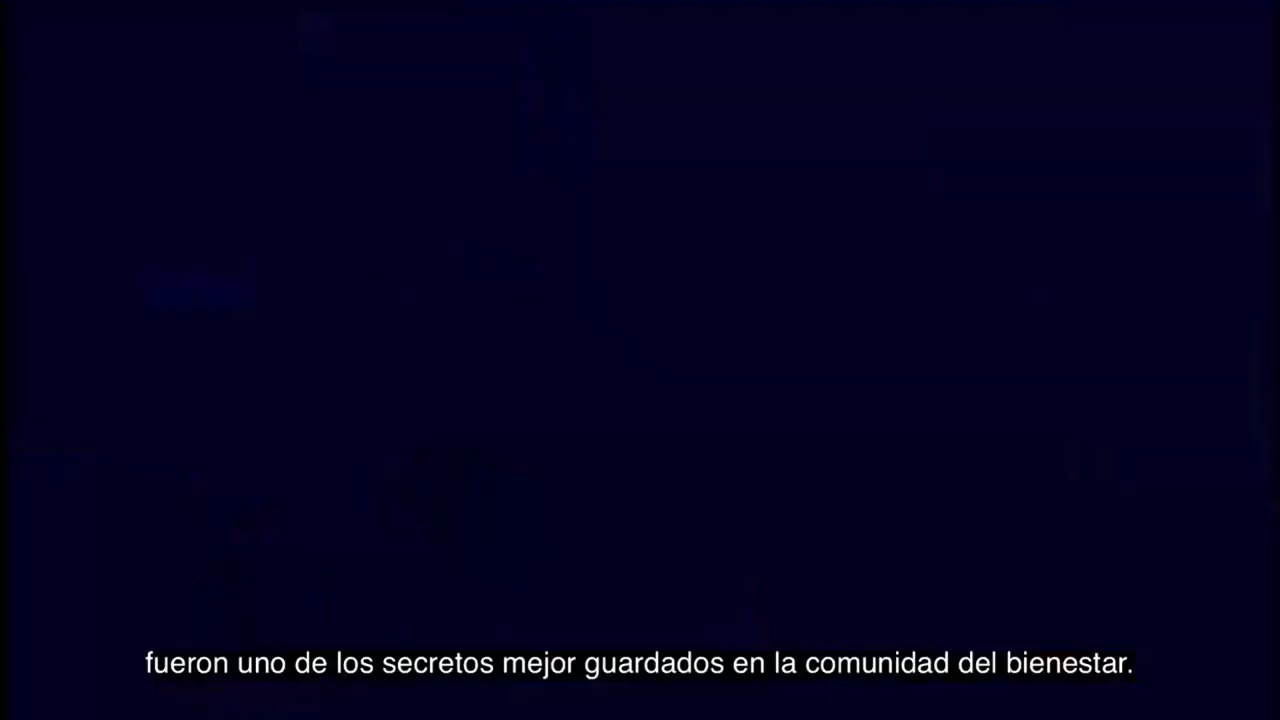 fueron uno de los secretos mejor guardados en la comunidad del bienestar.